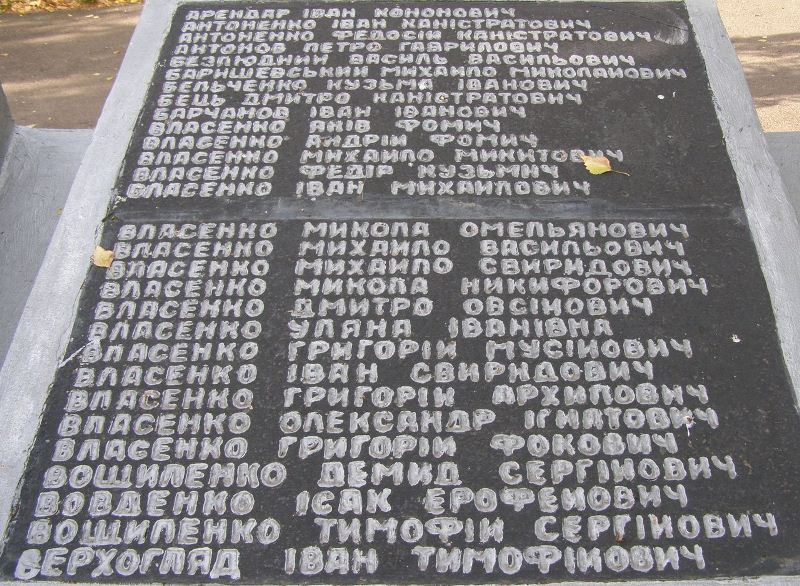 АРЕНДАР ІВАН КОНОНОВИЧ
АНТОНЕНКО ІВАН КАНІСТРАТОВИЧ
АНТОНЕНКО ФЕДОСІЙ КАНІСТРАТОВИЧ
АНТОНОВ ПЕТРО ГАВРИЛОВИЧ
БЕЗЛЮДНИЙ ВАСИЛЬ ВАСИЛЬОВИЧ
БАРИШЕВСЬКИЙ МИХАЙЛО МИКОЛАЙОВИЧ
БЕЛЬЧЕНКО КУЗЬМА ІВАНОВИЧ
БЕЦЬ ДМИТРО КАНІСТРАТОВИЧ
БАРЧАНОВ ІВАН ІВАНОВИЧ
ВЛАСЕНКО ЯКІВ ФОМИЧ
ВЛАСЕНКО АНДРІЙ ФОМИЧ
ВЛАСЕНКО МИХАЙЛО МИКИТОВИЧ
ВЛАСЕНКО ФЕДІР КУЗЬМИЧ
ВЛАСЕНКО ІВАН МИХАЙЛОВИЧ
ВЛАСЕНКО МИКОЛА ОМЕЛЬЯНОВИЧ
ВЛАСЕНКО МИХАЙЛО ВАСИЛЬОВИЧ
ВЛАСЕНКО МИХАЙЛО СВИРИДОВИЧ
ВЛАСЕНКО МИКОЛА НИКИФОРОВИЧ
ВЛАСЕНКО ДМИТРО ОВСІЙОВИЧ
ВЛАСЕНКО УЛЯНА ІВАНІВНА
ВЛАСЕНКО ГРИГОРІЙ МУСІЙОВИЧ
ВЛАСЕНКО ІВАН СВИРИДОВИЧ
ВЛАСЕНКО ГРИГОРІЙ АРХИПОВИЧ
ВЛАСЕНКО ОЛЕКСАНДР ІГНАТОВИЧ
ВЛАСЕНКО ГРИГОРІЙ ФОКОВИЧ
ВОЩИЛЕНКО ДЕМИД СЕРГІЙОВИЧ
ВОВДЕНКО ІСАК ЕРОФЕЙОВИЧ
ВОЩИЛЕНКО ТИМОФІЙ СЕРГІЙОВИЧ
ВЕРХОГЛЯД ІВАН ТИМОФІЙОВИЧ